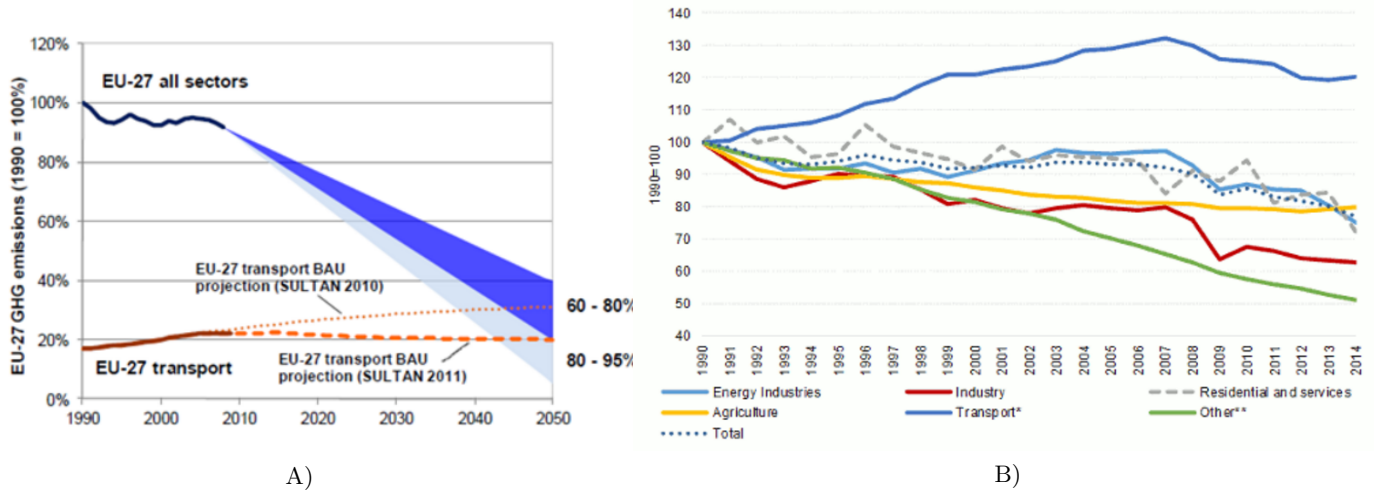 EU-27 GHG emissions (1990 = 100%)
120%
100%
80%
60%
40%
20%
0%
EU-27 all sectors
EU-27 transport BAU
projection (SULTAN 2010)
60 - 80%
80 - 95%
EU-27 transport
EU-27 transport BAU
projection (SULTAN 2011)
1990 2000 2010 2020 2030 2040 2050
A)
1990=100
140
130
120
110
100
90
80
70
60
50
40
1990 1991 1992 1993 1994 1995 1996 1997 1998 1999 2000 2001 2002 2003 2004 2005 2006 2007 2008 2009 2010 2011 2012 2013 2014
Energy Industries Industry Residential and services
Agriculture Transport* Other**
Total
B)